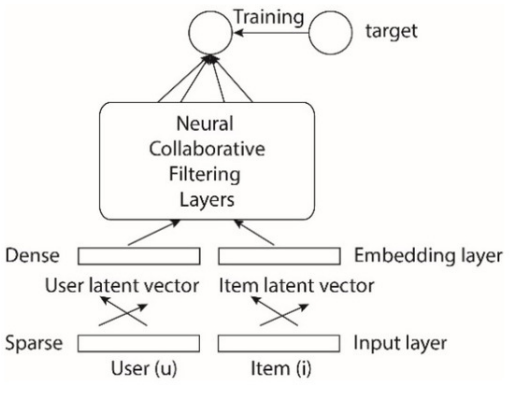 Training
target
Neural
Collaborative
Filtering
Layers
Dense
Embedding layer
User latent vector
Item latent vector
Sparse
Input layer
User (u)
Item (i)